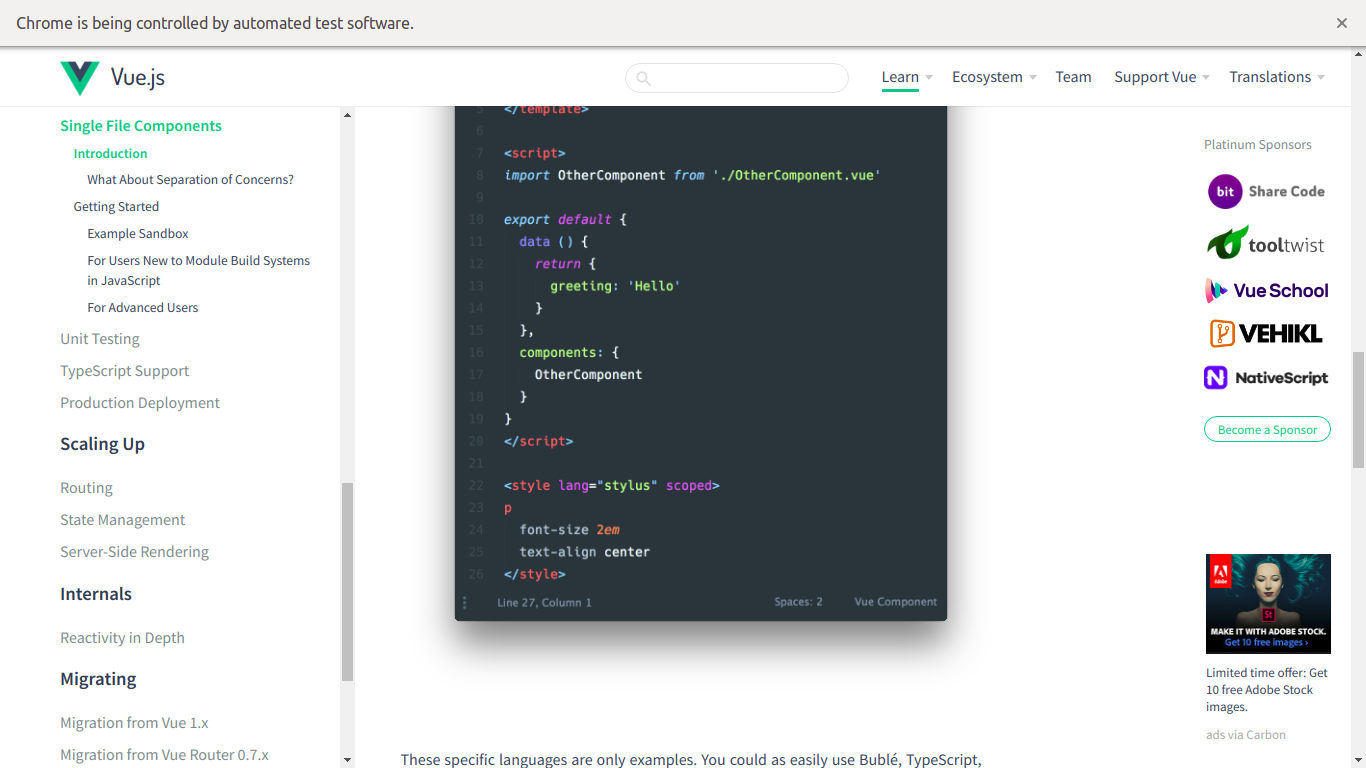 Chrome is being controlled by automated test software.
Vue.js
Learn
Ecosystem
Team
Support Vue
Translations
Single File Components
Introduction
What About Separation of Concerns?
Getting Started
Example Sandbox
For Users New to Module Build Systems
in JavaScript
For Advanced Users
Unit Testing
TypeScript Support
Production Deployment
Scaling Up
Routing
State Management
Server-Side Rendering
Internals
Reactivity in Depth
Migrating
Migration from Vue 1.x
Migration from Vue Router 0.7.x
5 </template>
6
7 <script>
8 import OtherComponent from './OtherComponent.vue'
9
10 export default {
11 data () {
12 return {
13 greeting: 'Hello'
14 }
15 },
16 components: {
17 OtherComponent
18 }
19 }
20 </script>
21
22 <style lang="stylus" scoped>
23 p
24 font-size 2em
25 text-align center
26 </style>
Line 27, Column 1
Spaces: 2
Vue Component
These specific languages are only examples. You could as easily use Bublé, TypeScript,
Platinum Sponsors
bit Share Code
tooltwist
Vue School
VEHIKL
N NativeScript
Become a Sponsor
Adobe
St
MAKE IT WITH ADOBE STOCK.
Get 10 free images ›
Limited time offer: Get
10 free Adobe Stock
images.
ads via Carbon